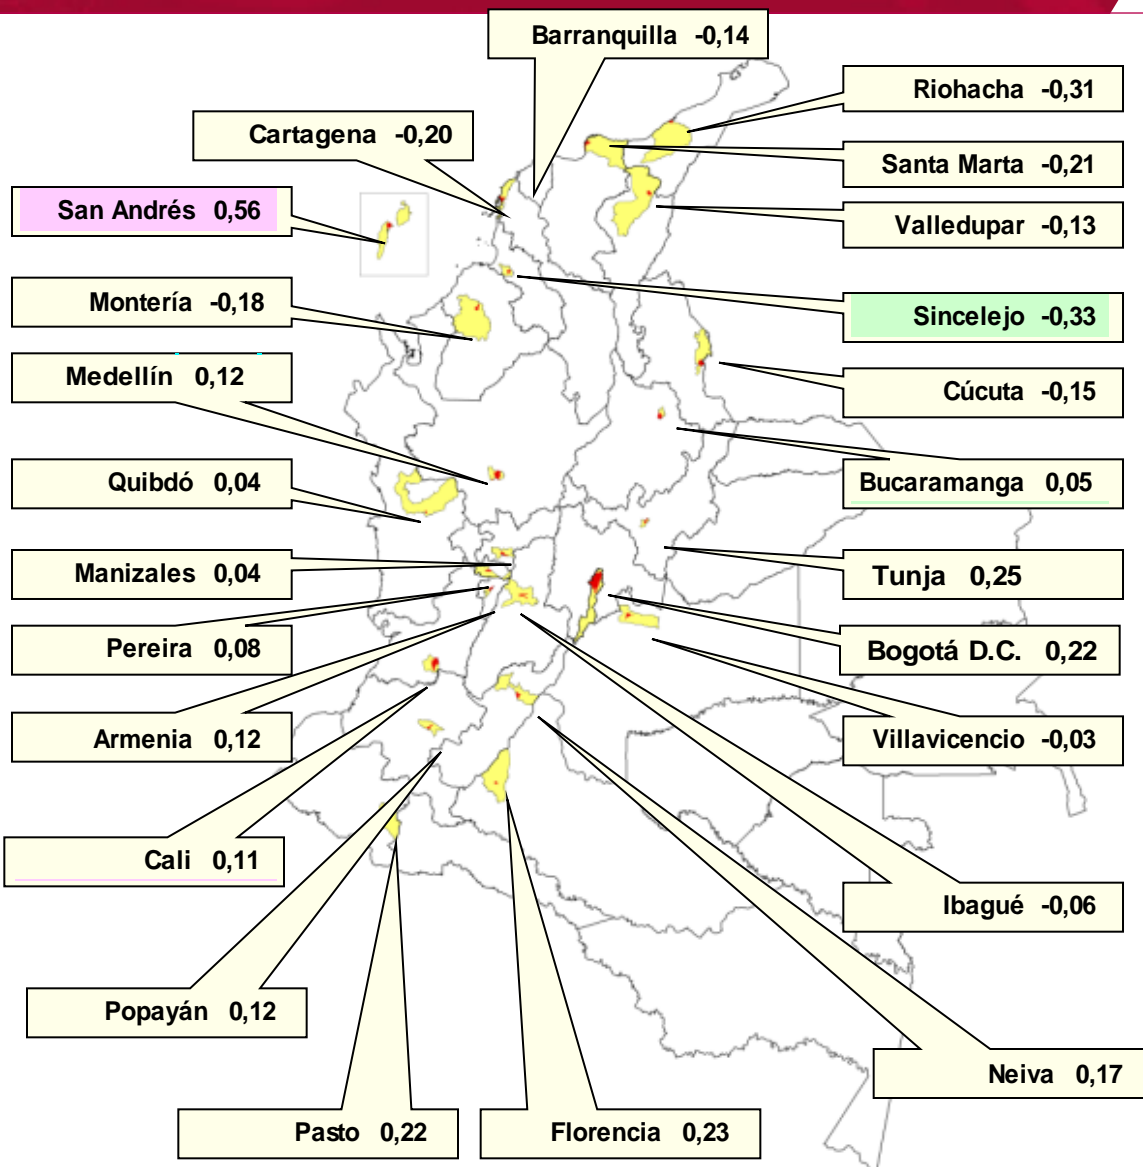 Barranquilla -0,14
Riohacha -0,31
Cartagena -0,20
Santa Marta -0,21
San Andrés 0,56
Valledupar -0,13
Montería -0,18
Sincelejo -0,33
Medellín 0,12
Cúcuta -0,15
Quibdó 0,04
Bucaramanga 0,05
Manizales 0,04
Tunja 0,25
Pereira 0,08
Bogotá D.C. 0,22
Armenia 0,12
Villavicencio -0,03
Cali 0,11
Ibagué -0,06
Popayán 0,12
Neiva 0,17
Pasto 0,22
Florencia 0,23